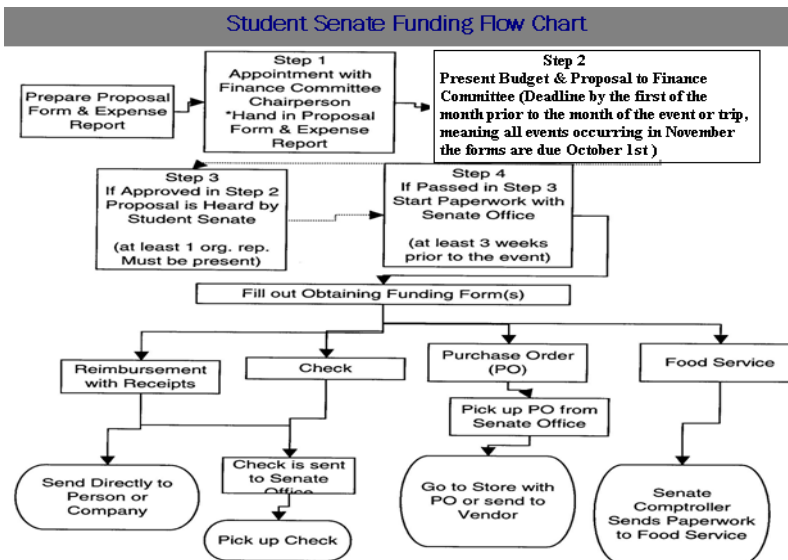 Student Senate Funding Flow Chart
Prepare Proposal
Form & Expense
Report
Step 1
Appointment with
Finance Committee
Chairperson
*Hand in Proposal
Form & Expense
Report
Step 2
Present Budget & Proposal to Finance
Committee (Deadline by the first of the
month prior to the month of the event or trip,
meaning all events occurring in November
the forms are due October 1st )
Step 3
If Approved in Step 2
Proposal is Heard by
Student Senate
(at least 1 org. rep.
Must be present)
Step 4
If Passed in Step 3
Start Paperwork with
Senate Office
(at least 3 weeks
prior to the event)
Fill out Obtaining Funding Form(s)
Reimbursement
with Receipts
Check
Purchase Order
(PO)
Food Service
Pick up PO from
Senate Office
Send Directly to
Person or
Company
Check is sent
to Senate
Office
Pick up Check
Go to Store with
PO or send to
Vendor
Senate
Comptroller
Sends Paperwork
to Food Service